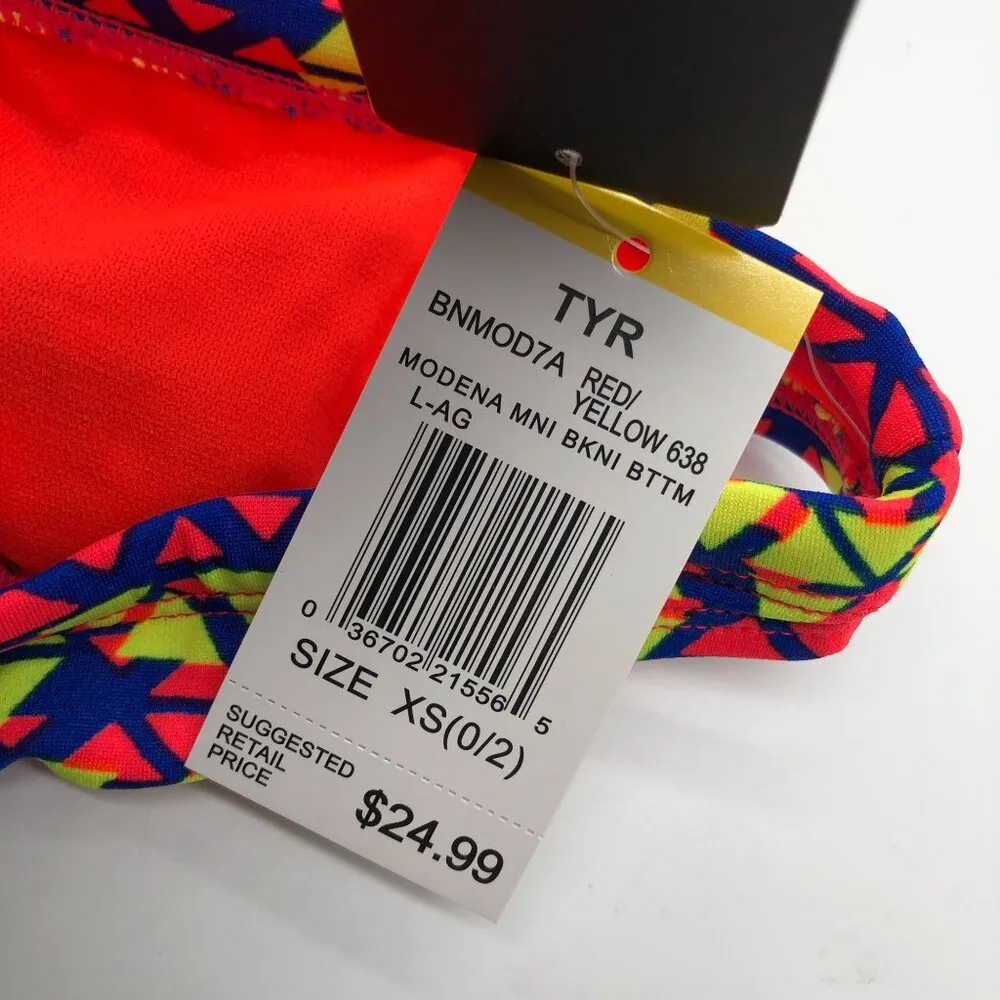 TYR
BNMOD7A RED/
YELLOW 638
MODENA MNI BKNI BTTM
L-AG
0 36702 21556 5
SIZE XS(0/2)
SUGGESTED
RETAIL
PRICE
$24.99